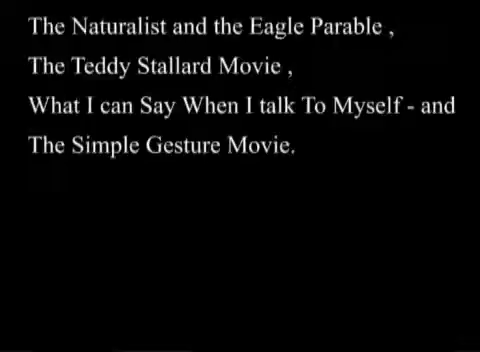 The Naturalist and the Eagle Parable ,
The Teddy Stallard Movie ,
What I can Say When I talk To Myself - and
The Simple Gesture Movie.